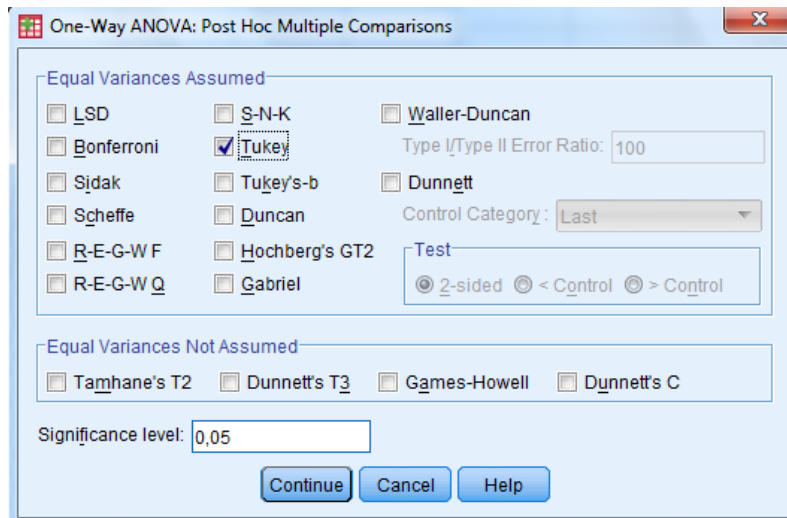 One-Way ANOVA: Post Hoc Multiple Comparisons
X
Equal Variances Assumed
LSD S-N-K Waller-Duncan
Bonferroni Tukey Type I/Type II Error Ratio: 100
Sidak Tukey's-b Dunnett
Scheffe Duncan Control Category : Last
R-E-G-W F Hochberg's GT2 Test
R-E-G-W Q Gabriel 2-sided < Control > Control
Equal Variances Not Assumed
Tamhane's T2 Dunnett's T3 Games-Howell Dunnett's C
Significance level: 0,05
Continue Cancel Help